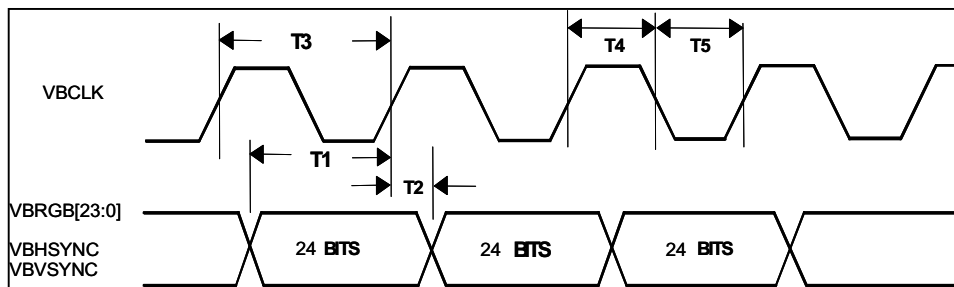 T3
T4
T5
VBCLK
T1
T2
VBRGB[23:0]
VBHSYNC
VBVSYNC
24 BITS
24 BITS
24 BITS